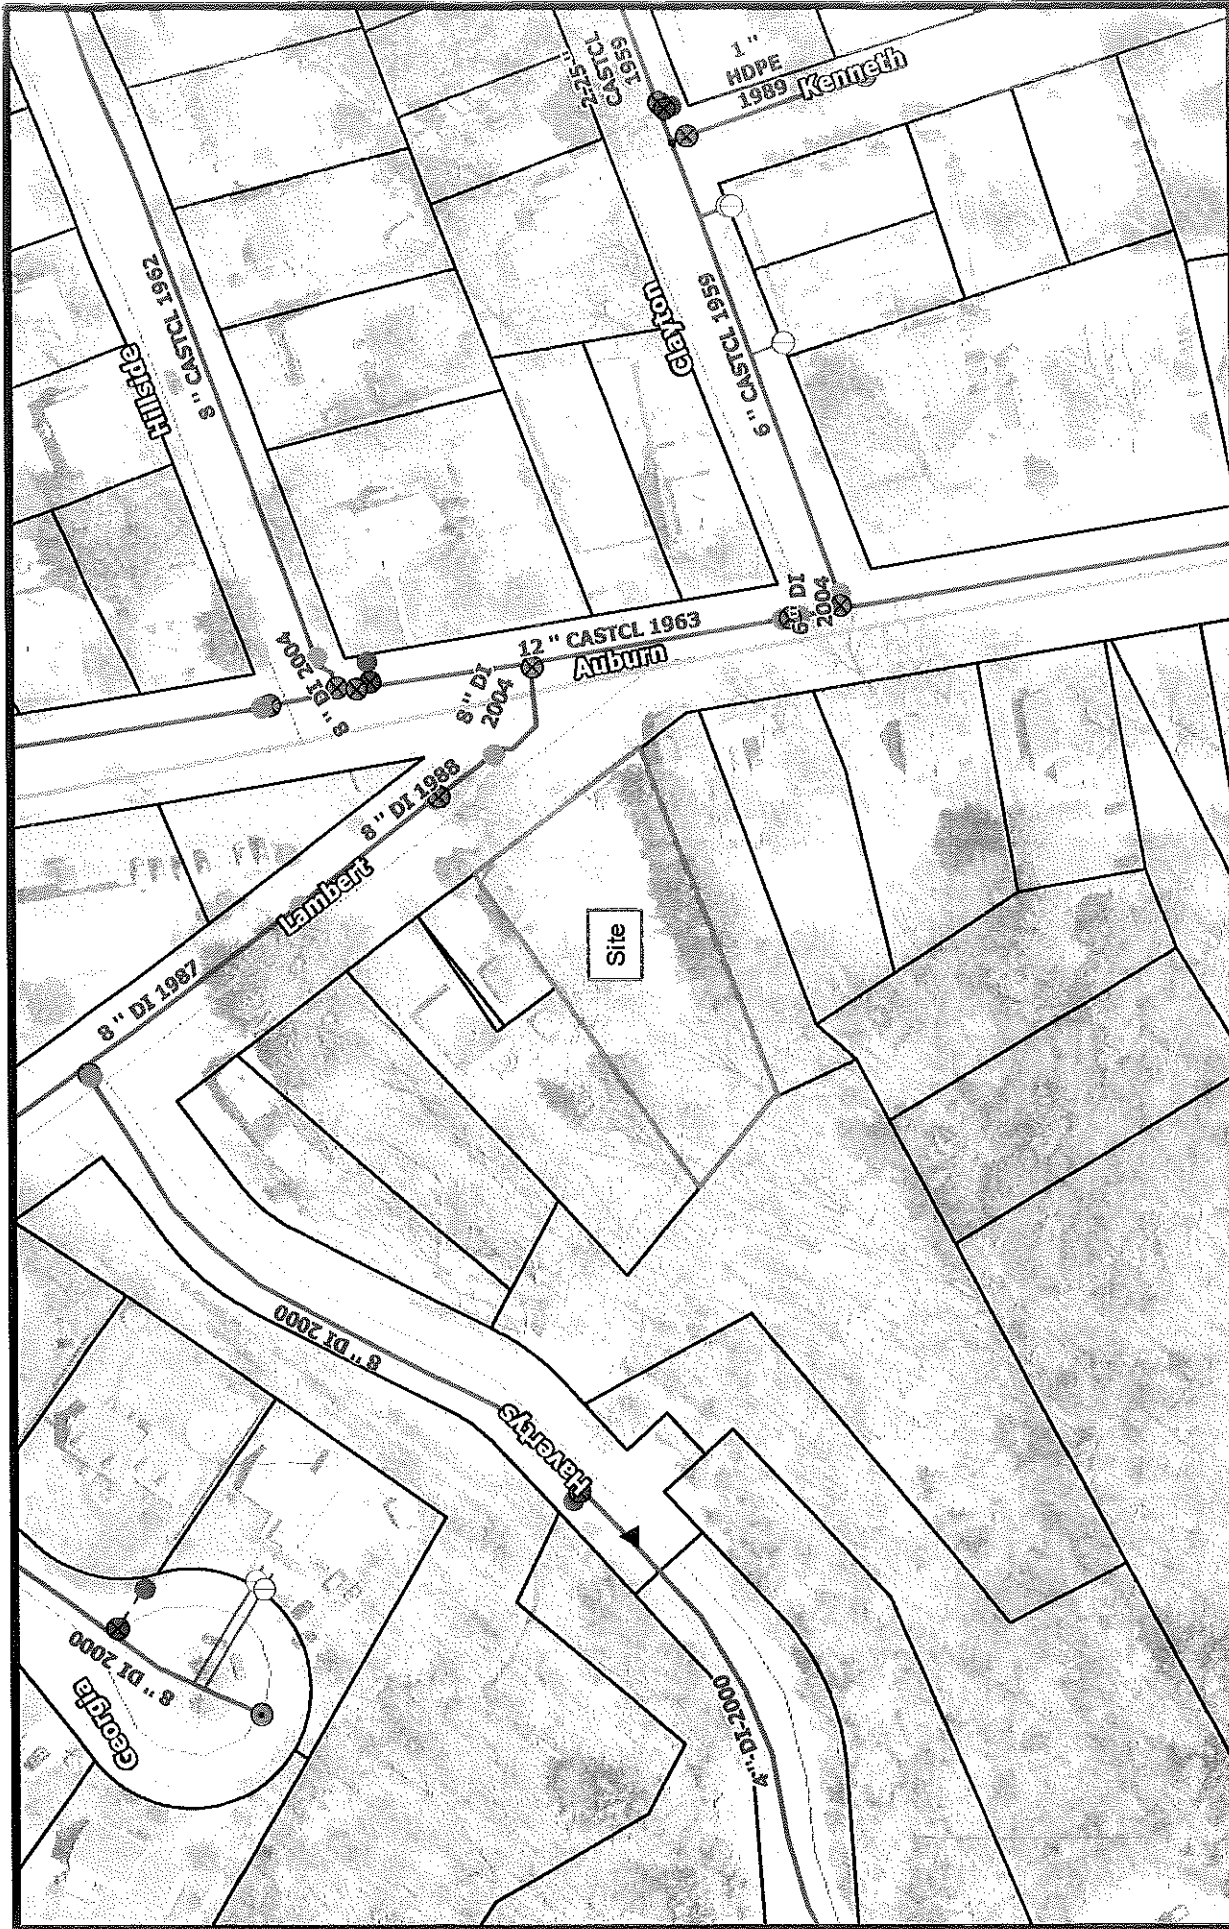 2.25 "
CASTCL
1959
1 "
HDPE
1989
Kenneth
8 " CASTCL 1962
Hillside
Clayton
6 " CASTCL 1959
8 " DI 2004
12 " CASTCL 1963
Auburn
6 " DI
2004
8 " DI
2004
8 " DI 1988
Lambert
8 " DI 1987
Site
8 " DI 2000
Havertys
8 " DI 2000
Georgia
4 " DI 2000